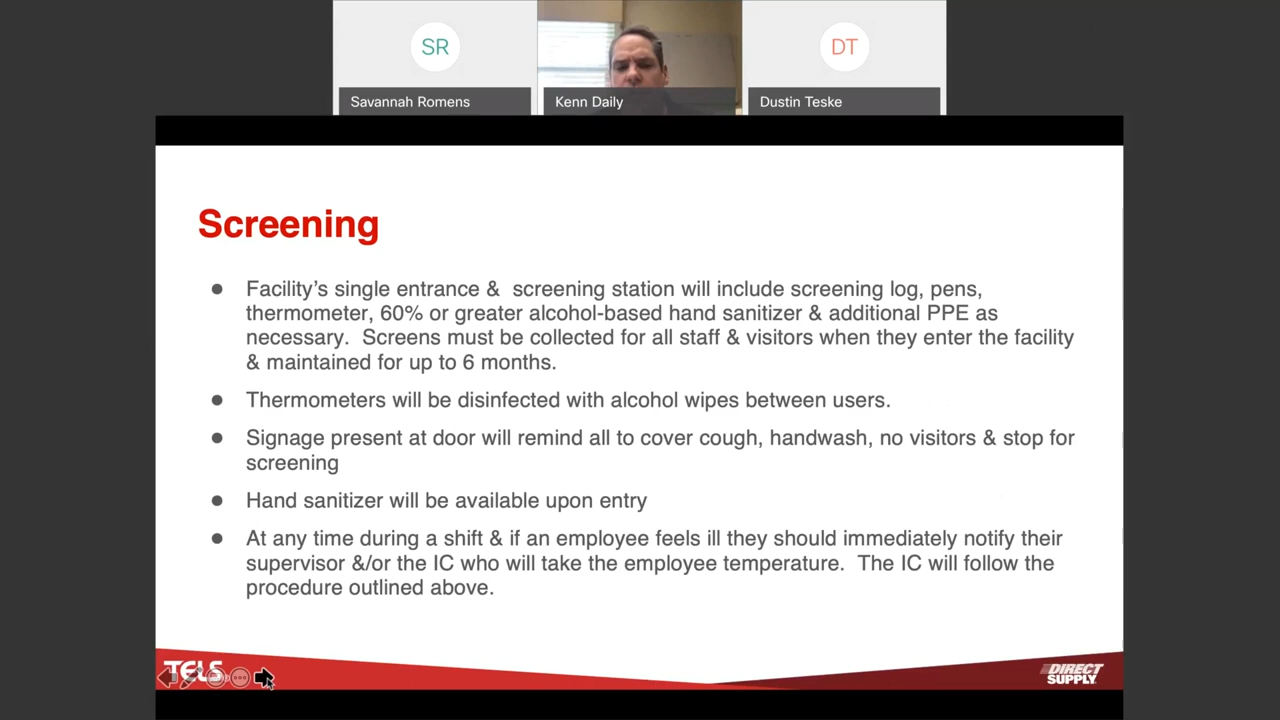 SR
DT
Savannah Romens
Kenn Daily
Dustin Teske
Screening
● Facility's single entrance & screening station will include screening log, pens,
thermometer, 60% or greater alcohol-based hand sanitizer & additional PPE as
necessary. Screens must be collected for all staff & visitors when they enter the facility
& maintained for up to 6 months.
● Thermometers will be disinfected with alcohol wipes between users.
● Signage present at door will remind all to cover cough, handwash, no visitors & stop for
screening
● Hand sanitizer will be available upon entry
● At any time during a shift & if an employee feels ill they should immediately notify their
supervisor &/or the IC who will take the employee temperature. The IC will follow the
procedure outlined above.
TELS
DIRECT
SUPPLY